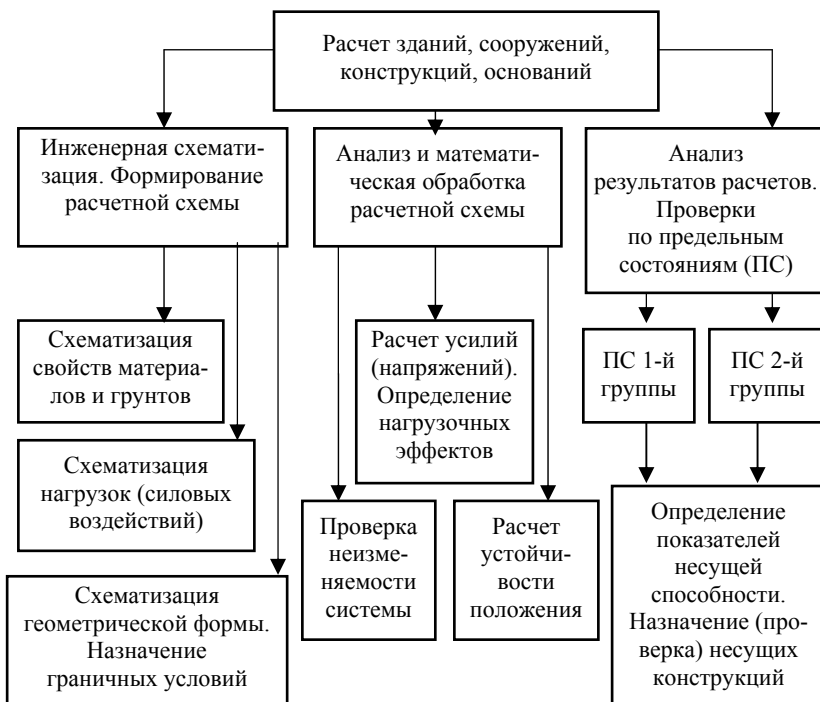 Расчет зданий, сооружений,
конструкций, оснований
Инженерная схемати-
зация. Формирование
расчетной схемы
Анализ и математи-
ческая обработка
расчетной схемы
Анализ
результатов расчетов.
Проверки
по предельным
состояниям (ПС)
Схематизация
свойств материа-
лов и грунтов
Расчет усилий
(напряжений).
Определение
нагрузочных
эффектов
ПС 1-й
группы
ПС 2-й
группы
Схематизация
нагрузок (силовых
воздействий)
Проверка
неизме-
няемости
системы
Расчет
устойчи-
вости
положения
Определение
показателей
несущей
способности.
Назначение (про-
верка) несущих
конструкций
Схематизация
геометрической формы.
Назначение
граничных условий